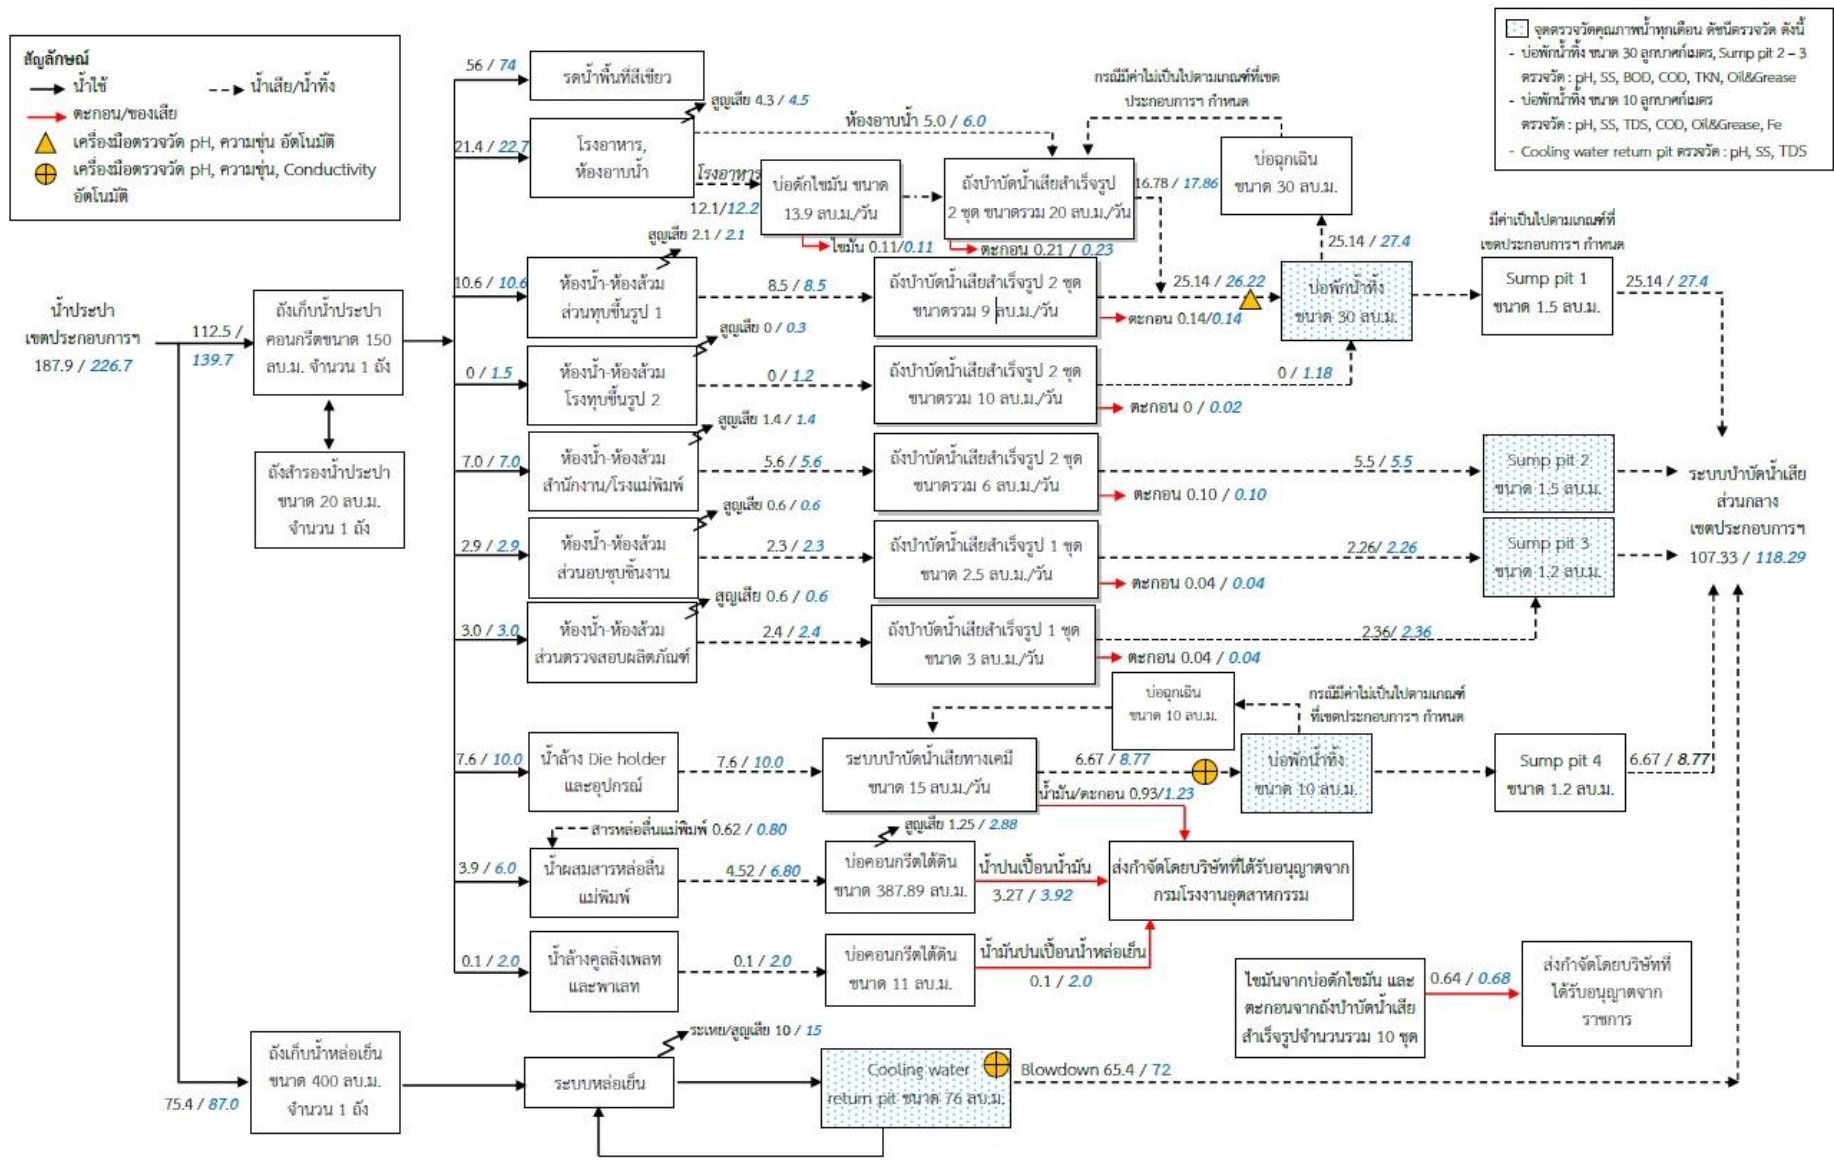 สัญลักษณ์
น้ำใช้
น้ำเสีย/น้ำทิ้ง
ตะกอน/ของเสีย
เครื่องมือตรวจวัด pH, ความขุ่น อัตโนมัติ
เครื่องมือตรวจวัด pH, ความขุ่น, Conductivity
อัตโนมัติ
จุดตรวจวัดคุณภาพน้ำทุกเดือน ดัชนีตรวจวัด ดังนี้
- บ่อพักน้ำทิ้ง ขนาด 30 ลูกบาศก์เมตร, Sump pit 2 – 3
ตรวจวัด : pH, SS, BOD, COD, TKN, Oil&Grease
- บ่อพักน้ำทิ้ง ขนาด 10 ลูกบาศก์เมตร
ตรวจวัด : pH, SS, TDS, COD, Oil&Grease, Fe
- Cooling water return pit ตรวจวัด : pH, SS, TDS
น้ำประปา
เขตประกอบการฯ
187.9 / 226.7
112.5 /
139.7
ถังเก็บน้ำประปา
คอนกรีตขนาด 150
ลบ.ม. จำนวน 1 ถัง
ถังสำรองน้ำประปา
ขนาด 20 ลบ.ม.
จำนวน 1 ถัง
56 / 74
รดน้ำพื้นที่สีเขียว
21.4 / 22.7
โรงอาหาร,
ห้องอาบน้ำ
สูญเสีย 4.3 / 4.5
ห้องอาบน้ำ 5.0 / 6.0
โรงอาหาร
12.1/12.2
บ่อดักไขมัน ขนาด
13.9 ลบ.ม./วัน
ไขมัน 0.11/0.11
ถังบำบัดน้ำเสียสำเร็จรูป
2 ชุด ขนาดรวม 20 ลบ.ม./วัน
ตะกอน 0.21 / 0.23
16.78 / 17.86
กรณีมีค่าไม่เป็นไปตามเกณฑ์ที่เขต
ประกอบการฯ กำหนด
บ่อฉุกเฉิน
ขนาด 30 ลบ.ม.
25.14 / 27.4
10.6 / 10.6
ห้องน้ำ-ห้องส้วม
ส่วนทุบขึ้นรูป 1
สูญเสีย 2.1 / 2.1
8.5 / 8.5
ถังบำบัดน้ำเสียสำเร็จรูป 2 ชุด
ขนาดรวม 9 ลบ.ม./วัน
ตะกอน 0.14/0.14
25.14 / 26.22
บ่อพักน้ำทิ้ง
ขนาด 30 ลบ.ม.
มีค่าเป็นไปตามเกณฑ์ที่
เขตประกอบการฯ กำหนด
Sump pit 1
ขนาด 1.5 ลบ.ม.
25.14 / 27.4
0 / 1.5
ห้องน้ำ-ห้องส้วม
โรงทุบขึ้นรูป 2
สูญเสีย 0 / 0.3
0 / 1.2
ถังบำบัดน้ำเสียสำเร็จรูป 2 ชุด
ขนาดรวม 10 ลบ.ม./วัน
ตะกอน 0 / 0.02
0 / 1.18
7.0 / 7.0
ห้องน้ำ-ห้องส้วม
สำนักงาน/โรงแม่พิมพ์
สูญเสีย 1.4 / 1.4
5.6 / 5.6
ถังบำบัดน้ำเสียสำเร็จรูป 2 ชุด
ขนาดรวม 6 ลบ.ม./วัน
ตะกอน 0.10 / 0.10
5.5 / 5.5
Sump pit 2
ขนาด 1.5 ลบ.ม.
ระบบบำบัดน้ำเสีย
ส่วนกลาง
เขตประกอบการฯ
107.33 / 118.29
2.9 / 2.9
ห้องน้ำ-ห้องส้วม
ส่วนอบชุบชิ้นงาน
สูญเสีย 0.6 / 0.6
2.3 / 2.3
ถังบำบัดน้ำเสียสำเร็จรูป 1 ชุด
ขนาด 2.5 ลบ.ม./วัน
ตะกอน 0.04 / 0.04
2.26/ 2.26
Sump pit 3
ขนาด 1.2 ลบ.ม.
3.0 / 3.0
ห้องน้ำ-ห้องส้วม
ส่วนตรวจสอบผลิตภัณฑ์
สูญเสีย 0.6 / 0.6
2.4 / 2.4
ถังบำบัดน้ำเสียสำเร็จรูป 1 ชุด
ขนาด 3 ลบ.ม./วัน
ตะกอน 0.04 / 0.04
2.36/ 2.36
บ่อฉุกเฉิน
ขนาด 10 ลบ.ม.
กรณีมีค่าไม่เป็นไปตามเกณฑ์
ที่เขตประกอบการฯ กำหนด
7.6 / 10.0
น้ำล้าง Die holder
และอุปกรณ์
7.6 / 10.0
ระบบบำบัดน้ำเสียทางเคมี
ขนาด 15 ลบ.ม./วัน
6.67 / 8.77
น้ำมัน/ตะกอน 0.93/1.23
บ่อพักน้ำทิ้ง
ขนาด 10 ลบ.ม.
Sump pit 4
ขนาด 1.2 ลบ.ม.
6.67 / 8.77
สารหล่อลื่นแม่พิมพ์ 0.62 / 0.80
3.9 / 6.0
น้ำผสมสารหล่อลื่น
แม่พิมพ์
4.52 / 6.80
สูญเสีย 1.25 / 2.88
บ่อคอนกรีตใต้ดิน
ขนาด 387.89 ลบ.ม.
น้ำปนเปื้อนน้ำมัน
3.27 / 3.92
ส่งกำจัดโดยบริษัทที่ได้รับอนุญาตจาก
กรมโรงงานอุตสาหกรรม
0.1 / 2.0
น้ำล้างคูลลิ่งเพลท
และพาเลท
0.1 / 2.0
บ่อคอนกรีตใต้ดิน
ขนาด 11 ลบ.ม.
น้ำมันปนเปื้อนน้ำหล่อเย็น
0.1 / 2.0
ไขมันจากบ่อดักไขมัน และ
ตะกอนจากถังบำบัดน้ำเสีย
สำเร็จรูปจำนวนรวม 10 ชุด
0.64 / 0.68
ส่งกำจัดโดยบริษัทที่
ได้รับอนุญาตจาก
ราชการ
75.4 / 87.0
ถังเก็บน้ำหล่อเย็น
ขนาด 400 ลบ.ม.
จำนวน 1 ถัง
ระบบหล่อเย็น
ระเหย/สูญเสีย 10 / 15
Cooling water
return pit ขนาด 76 ลบ.ม.
Blowdown 65.4 / 72